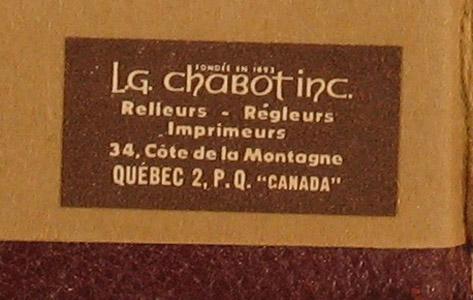 FONDÉE EN 1893
L.G. chaBOT inc.
Relieurs - Régleurs
Imprimeurs
34, Côte de la Montagne
QUÉBEC 2, P.Q. "CANADA"